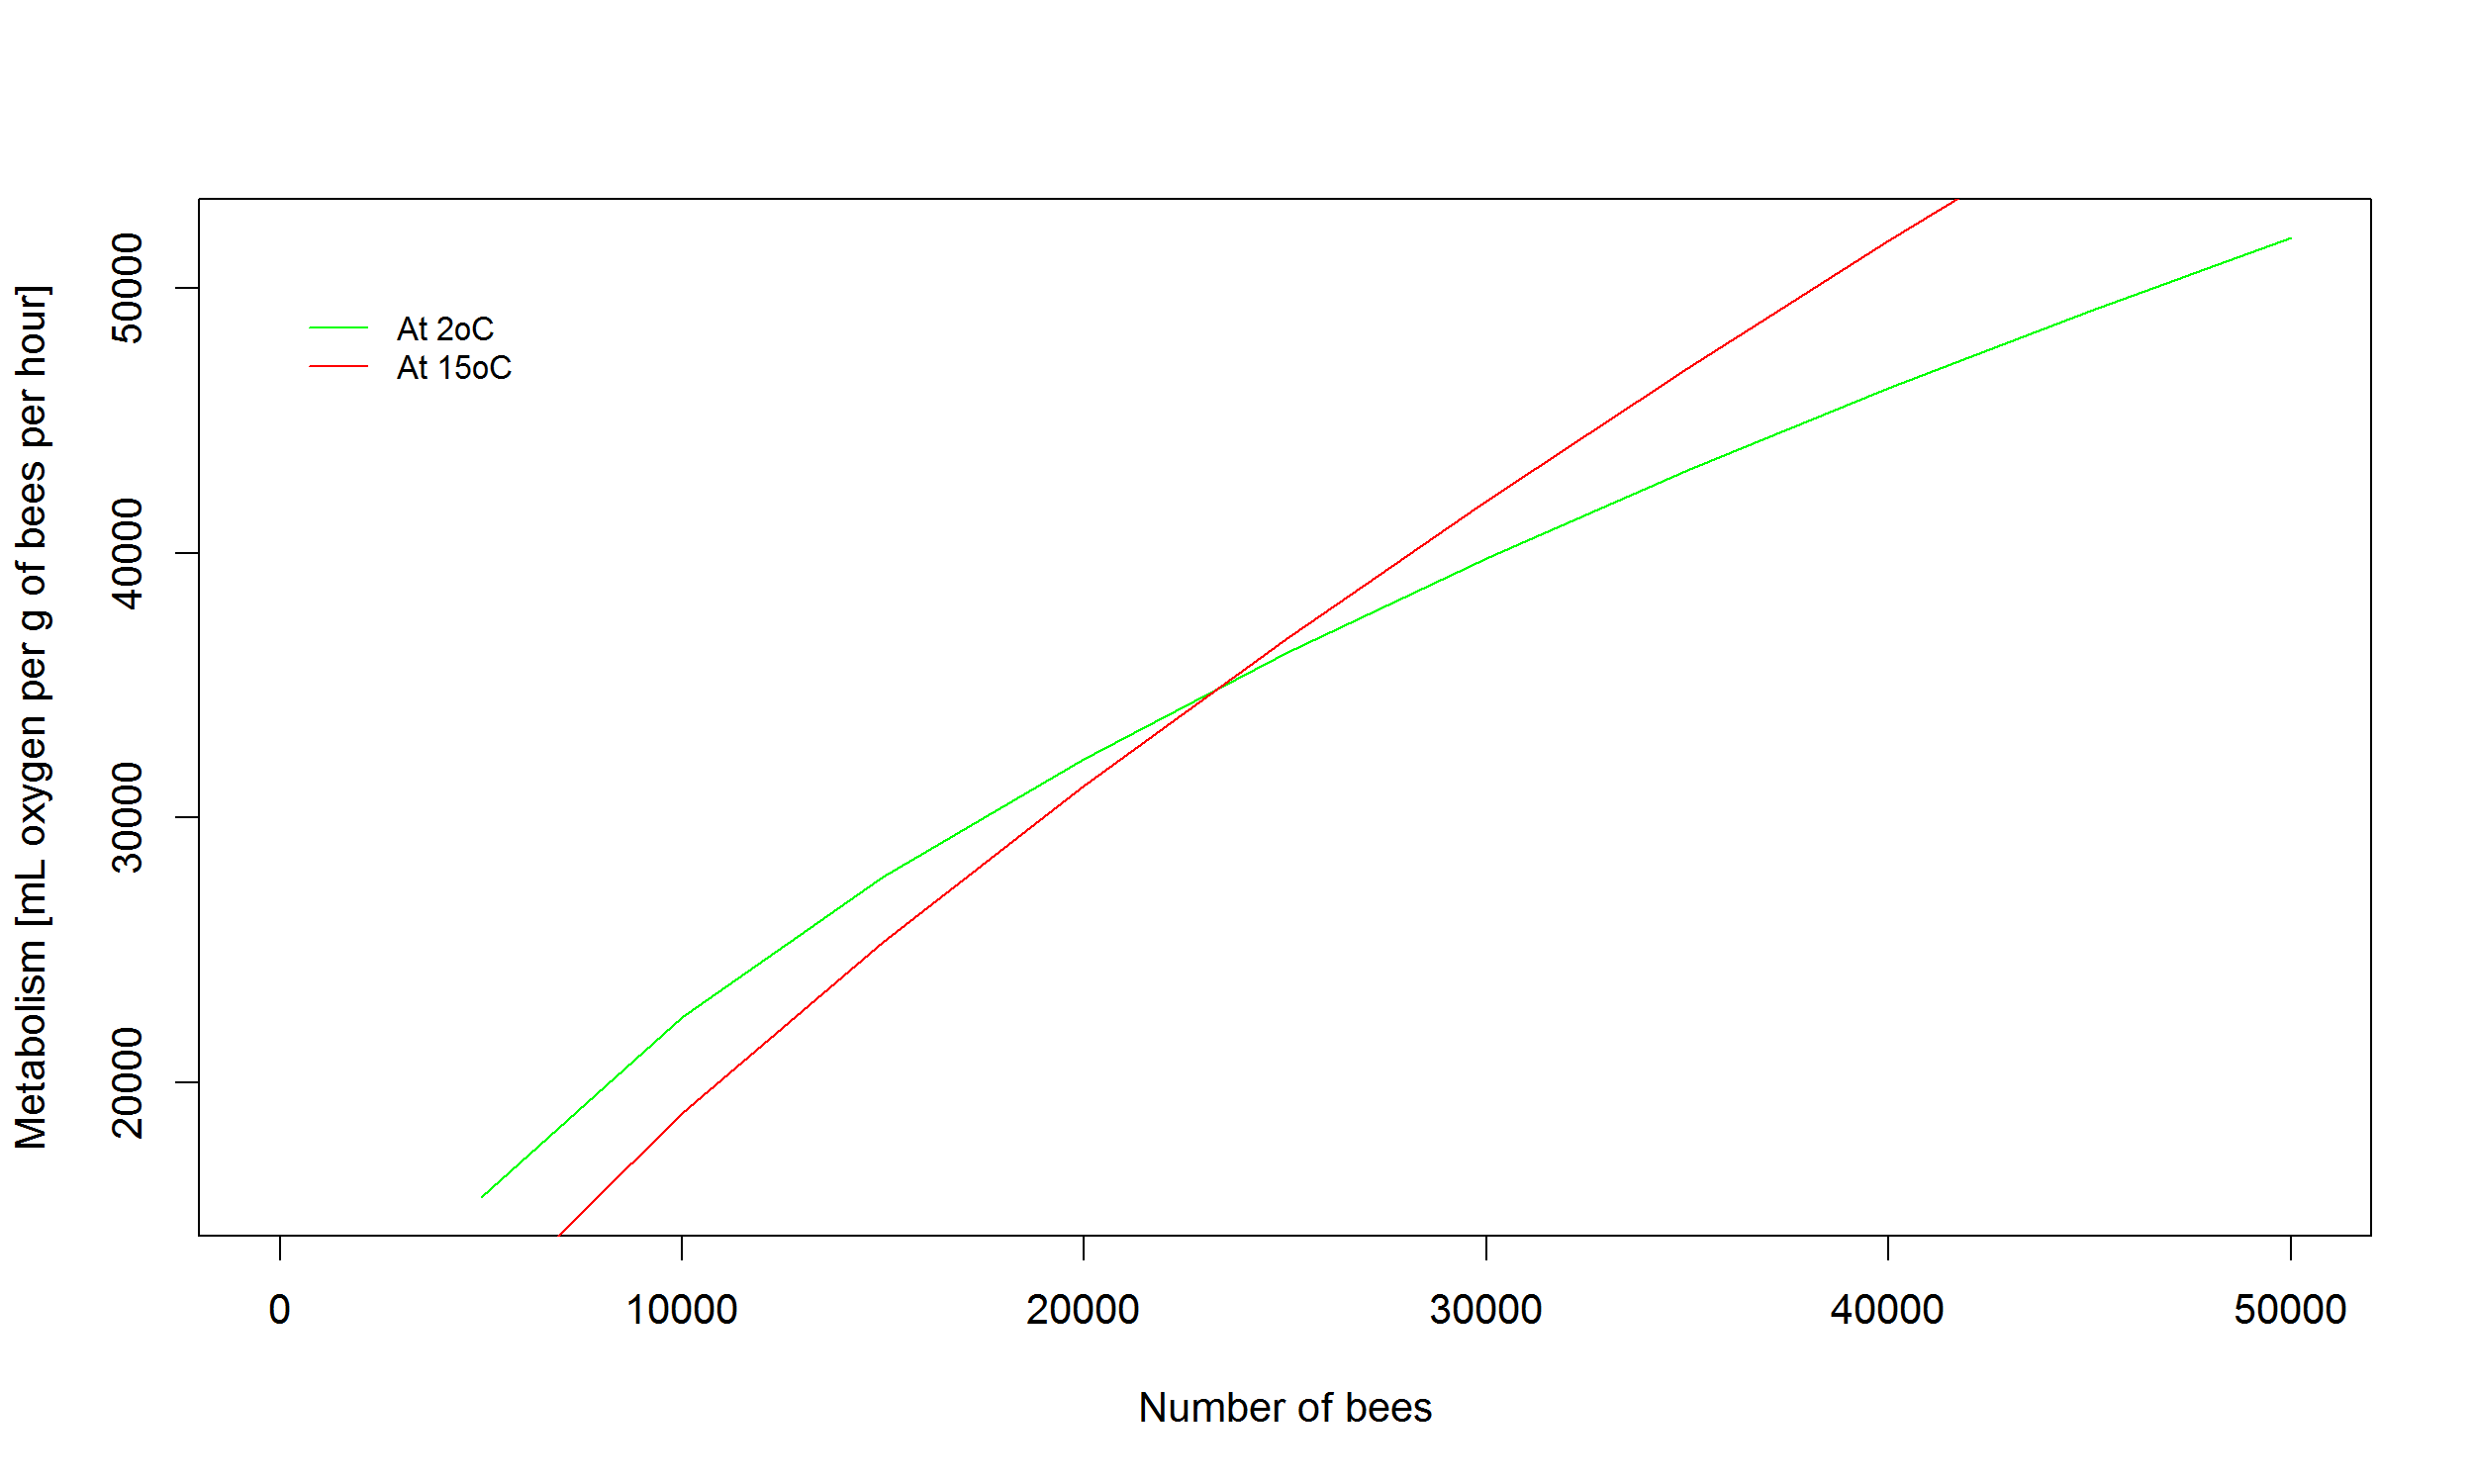 Metabolism [mL oxygen per g of bees per hour]
50000
40000
30000
20000
At 2oC
At 15oC
0 10000 20000 30000 40000 50000
Number of bees